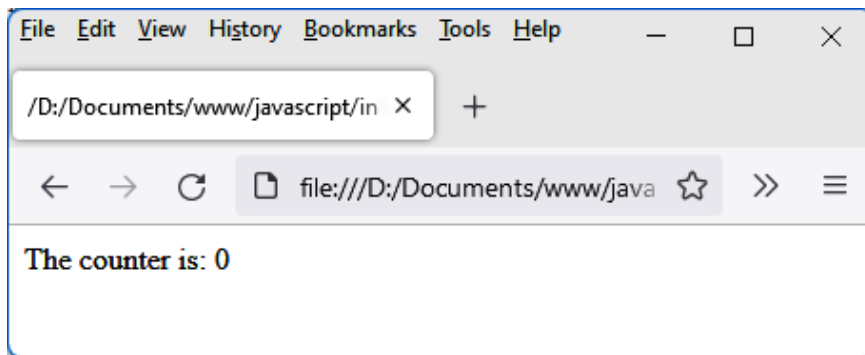 File Edit View History Bookmarks Tools Help
/D:/Documents/www/javascript/in
file:///D:/Documents/www/java
The counter is: 0